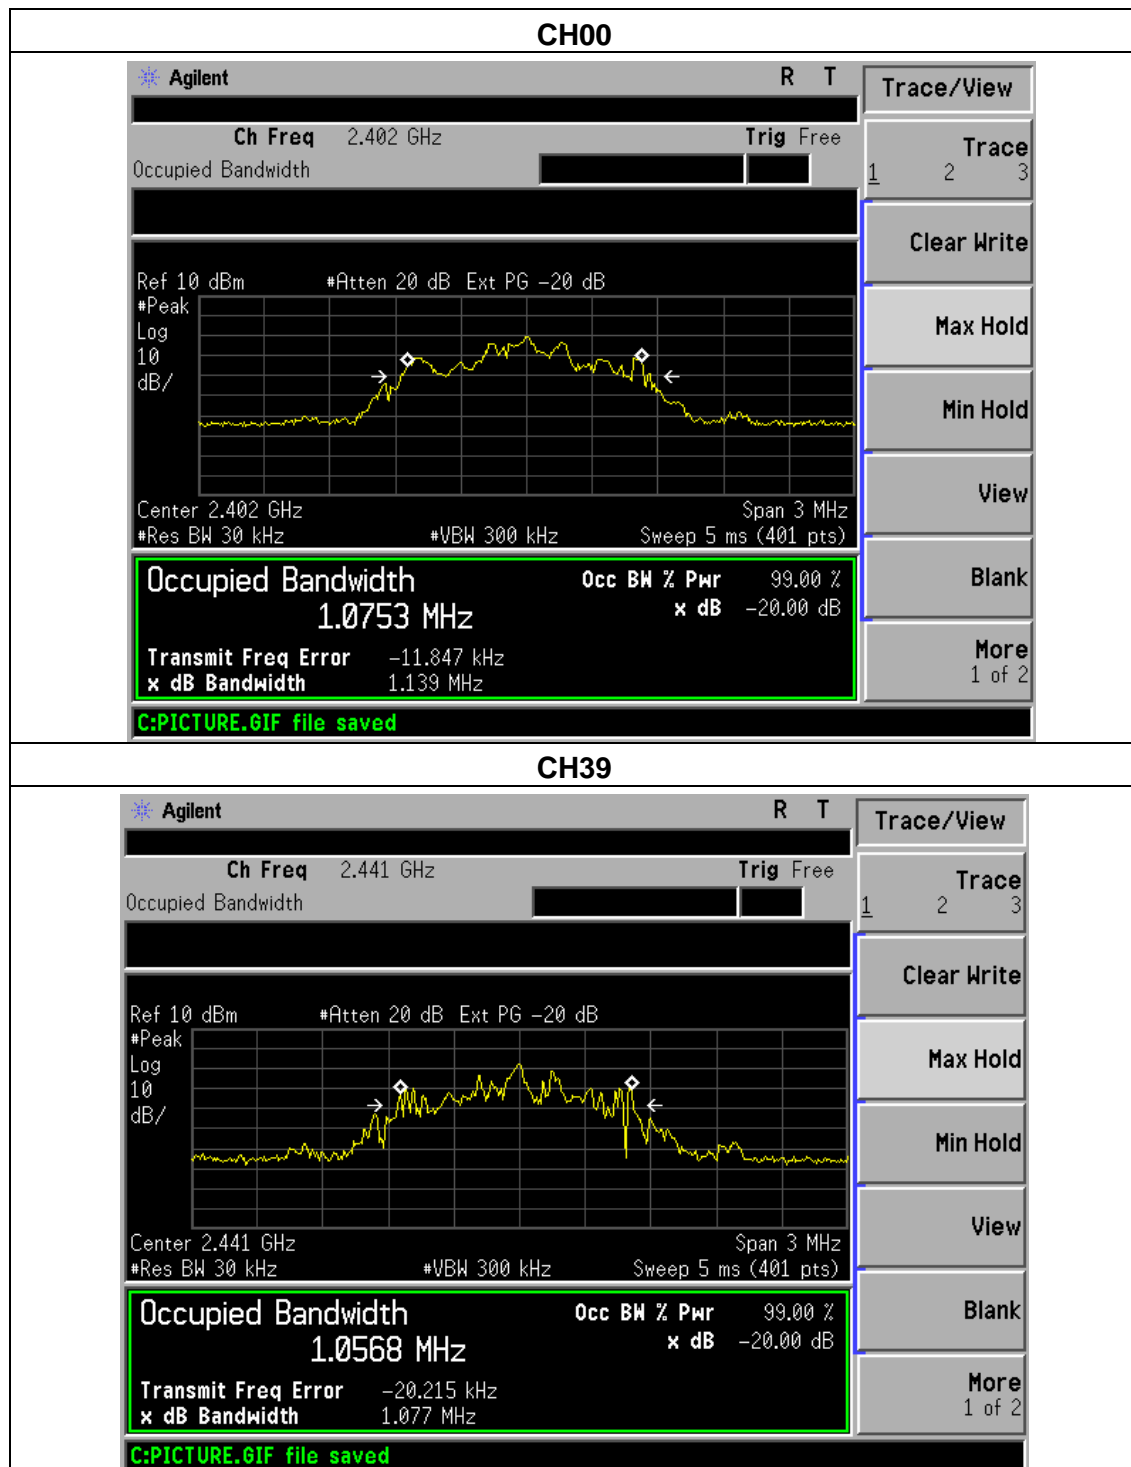 CH00
Agilent R T Trace/View
Ch Freq 2.402 GHz Trig Free
Occupied Bandwidth
Trace
1 2 3
Clear Write
Ref 10 dBm #Atten 20 dB Ext PG −20 dB
#Peak
Log
10
dB/
Max Hold
Min Hold
View
Center 2.402 GHz Span 3 MHz
#Res BW 30 kHz #VBW 300 kHz Sweep 5 ms (401 pts)
Occupied Bandwidth Occ BW % Pwr 99.00 %
1.0753 MHz x dB −20.00 dB
Blank
Transmit Freq Error −11.847 kHz
x dB Bandwidth 1.139 MHz
More
1 of 2
C:PICTURE.GIF file saved
CH39
Agilent R T Trace/View
Ch Freq 2.441 GHz Trig Free
Occupied Bandwidth
Trace
1 2 3
Clear Write
Ref 10 dBm #Atten 20 dB Ext PG −20 dB
#Peak
Log
10
dB/
Max Hold
Min Hold
View
Center 2.441 GHz Span 3 MHz
#Res BW 30 kHz #VBW 300 kHz Sweep 5 ms (401 pts)
Occupied Bandwidth Occ BW % Pwr 99.00 %
1.0568 MHz x dB −20.00 dB
Blank
Transmit Freq Error −20.215 kHz
x dB Bandwidth 1.077 MHz
More
1 of 2
C:PICTURE.GIF file saved